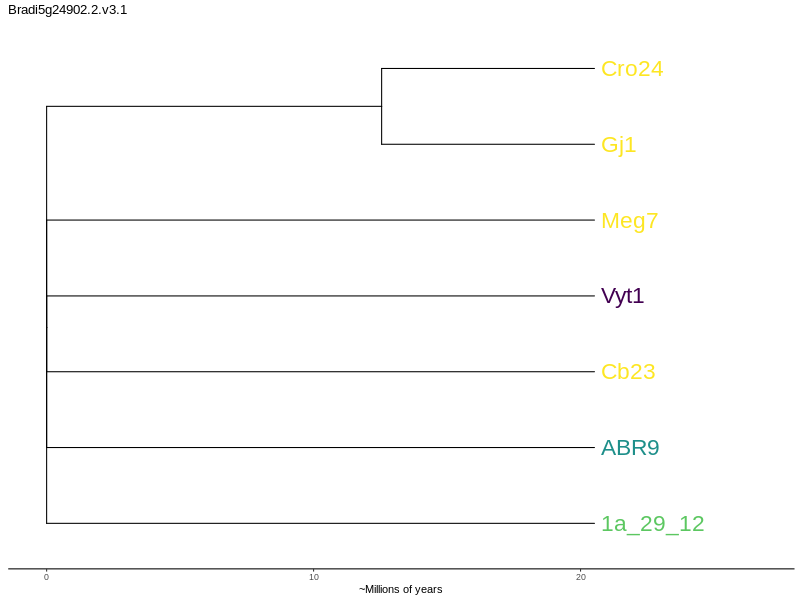 Bradi5g24902.2.v3.1
Cro24
Gj1
Meg7
Vyt1
Cb23
ABR9
1a_29_12
0 10 20
~Millions of years